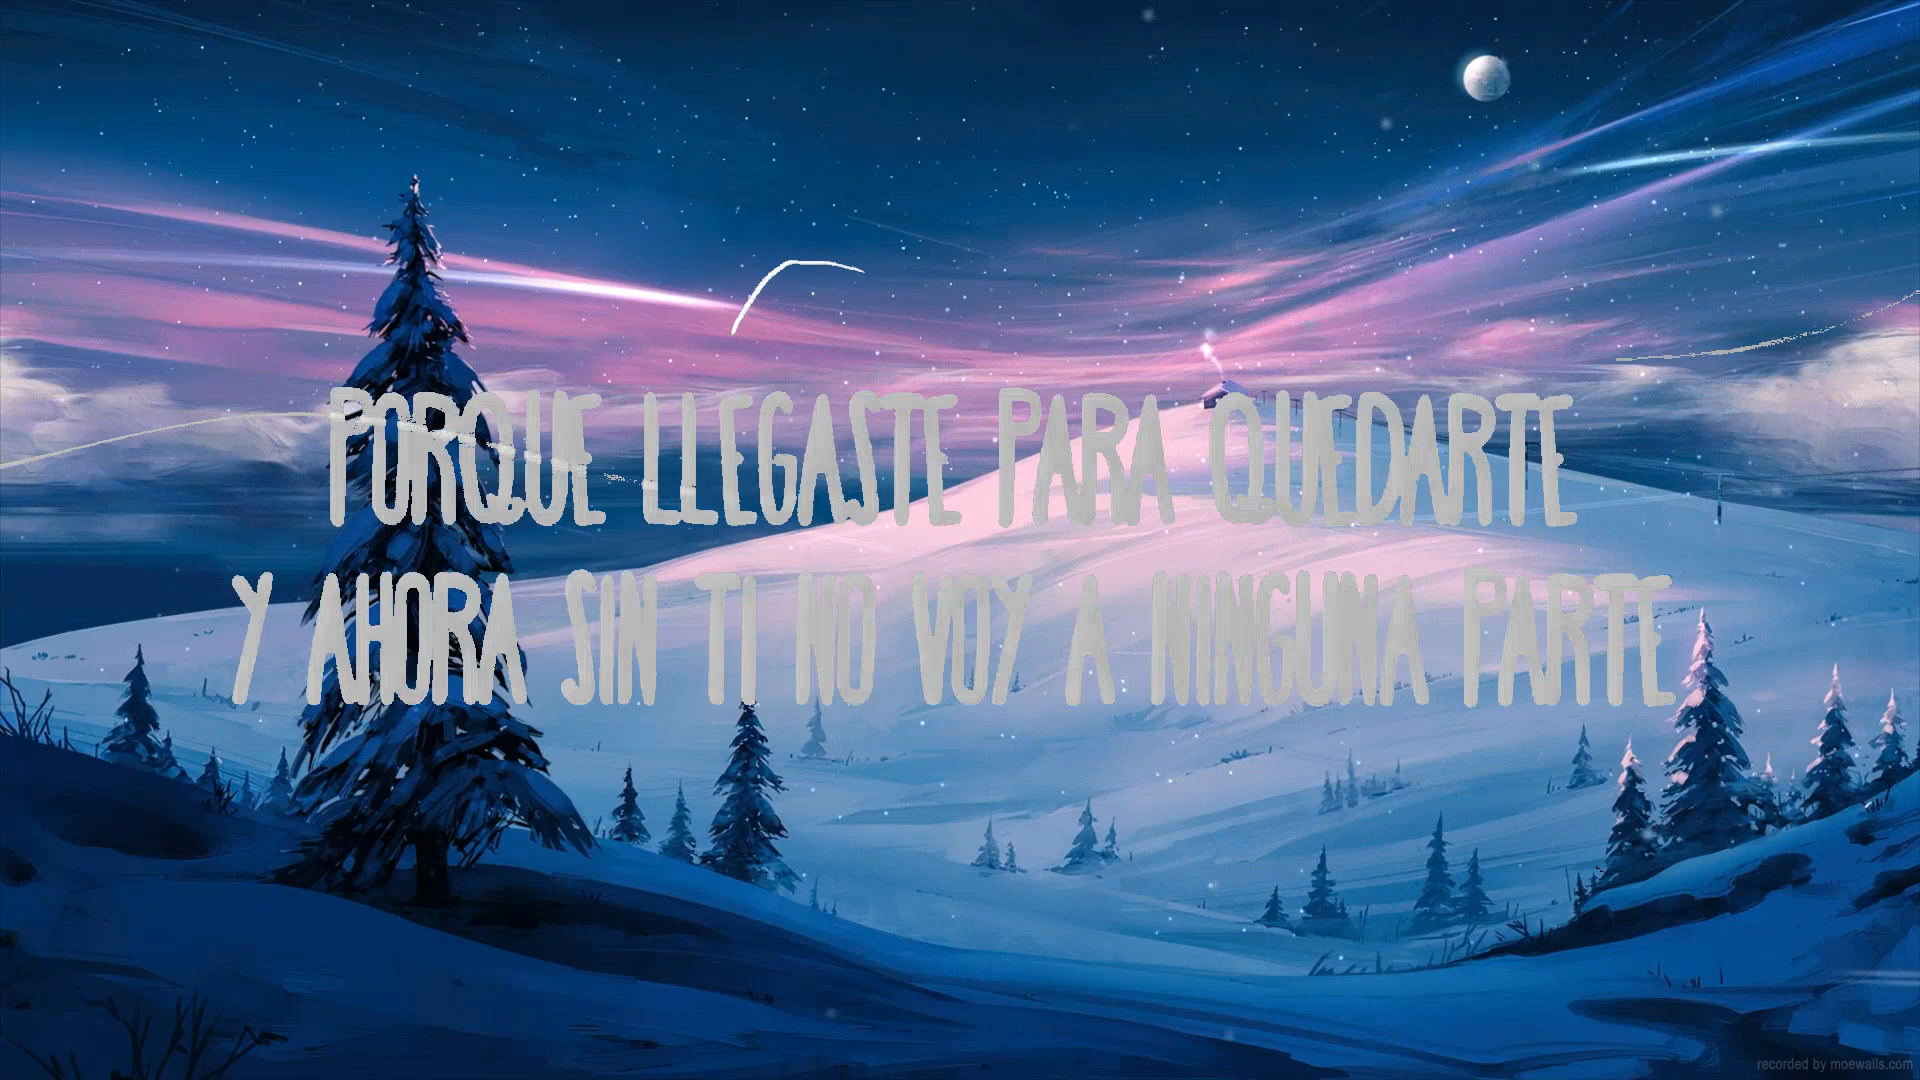 PORQUE LLEGASTE PARA QUEDARTE
Y AHORA SIN TI NO VOY A NINGUNA PARTE
recorded by moewalls.com